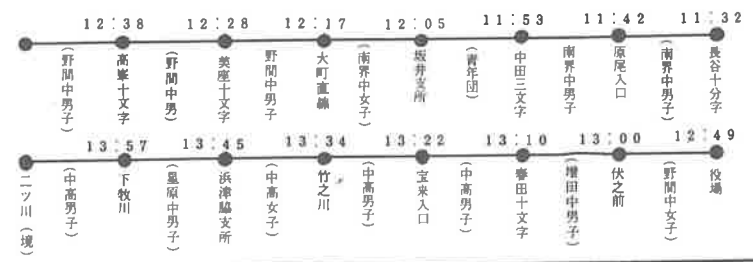 11:32
長谷十分字
(南界中男子)
11:42
原尾入口
南界中男子
11:53
中田三文字
(青年団)
12:05
坂井支所
(南界中女子)
12:17
大町直線
野間中男子
12:28
美座十文字
(野間中男)
12:38
高峯十文字
(野間中男子)
12:49
役場
(野間中女子)
13:00
伏之前
(増田中男子)
13:10
春田十文字
(中高男子)
13:22
宝来入口
(中高男子)
13:34
竹之川
(中高女子)
13:45
浜津脇支所
(星原中男子)
13:57
下牧川
(中高男子)
二ツ川(境)